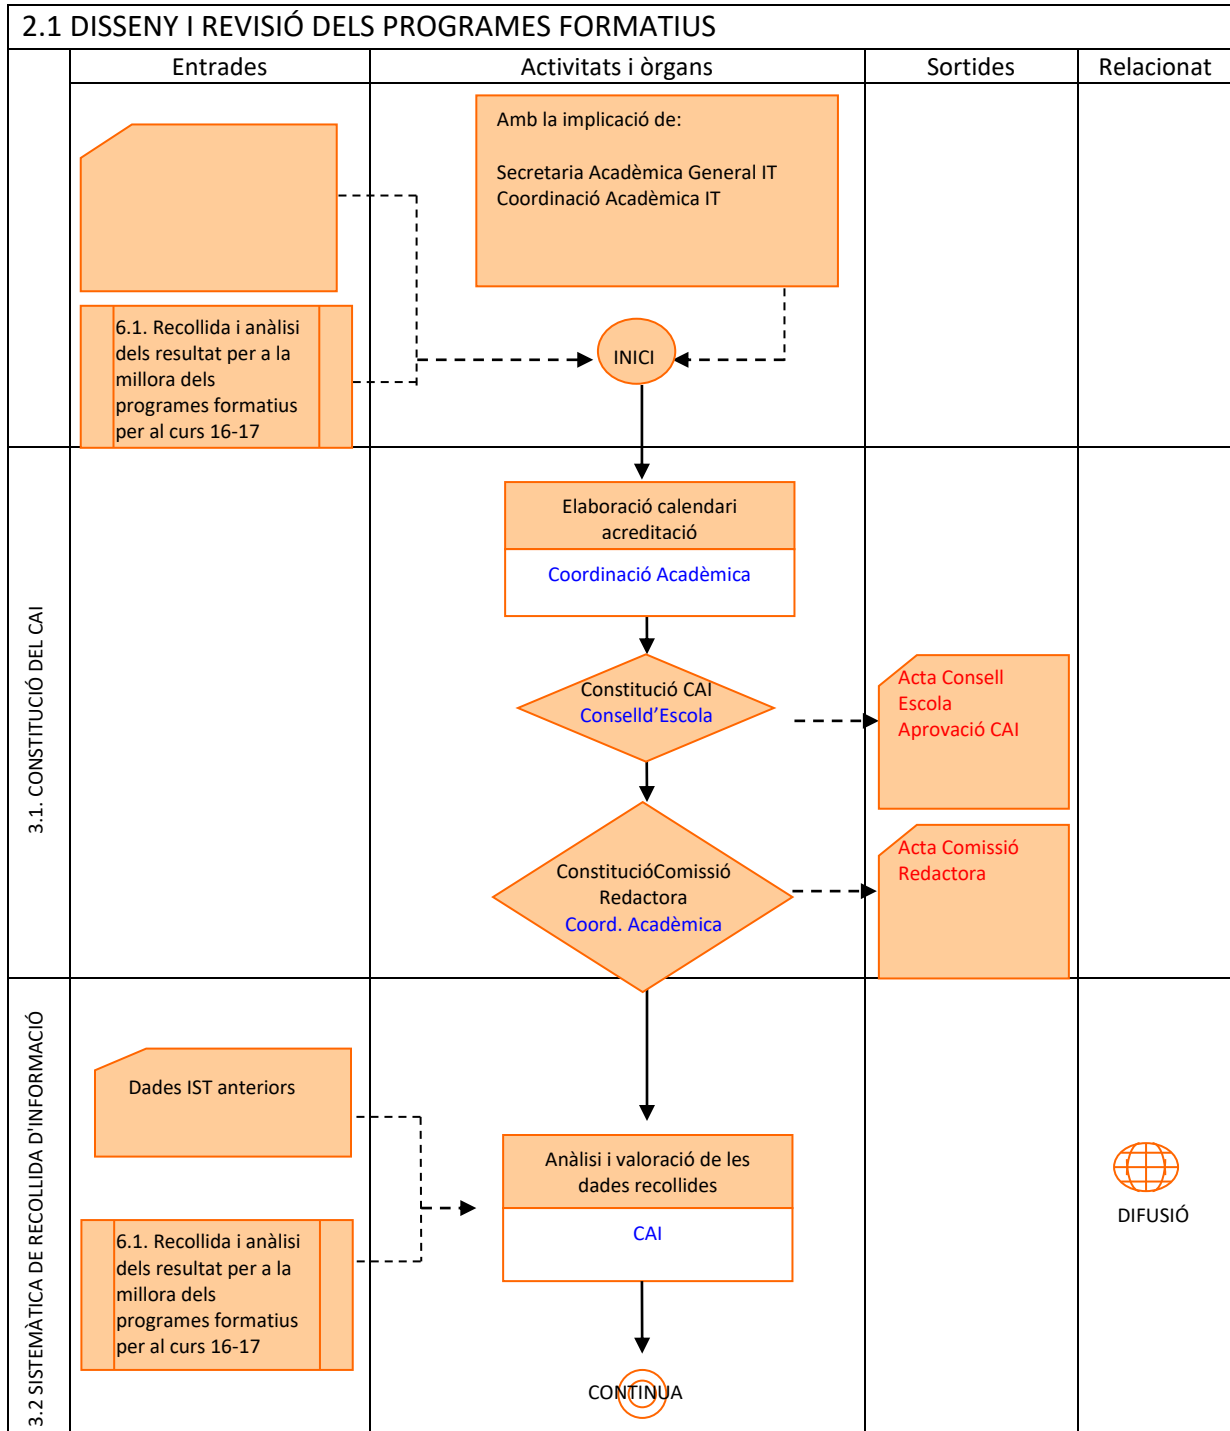 2.1 DISSENY I REVISIÓ DELS PROGRAMES FORMATIUS
Entrades
Activitats i òrgans
Sortides
Relacionat
Amb la implicació de:
Secretaria Acadèmica General IT
Coordinació Acadèmica IT
6.1. Recollida i anàlisi
dels resultat per a la
millora dels
programes formatius
per al curs 16-17
INICI
3.1. CONSTITUCIÓ DEL CAI
Elaboració calendari
acreditació
Coordinació Acadèmica
Constitució CAI
Conselld’Escola
Acta Consell
Escola
Aprovació CAI
ConstitucióComissió
Redactora
Coord. Acadèmica
Acta Comissió
Redactora
3.2 SISTEMÀTICA DE RECOLLIDA D'INFORMACIÓ
Dades IST anteriors
6.1. Recollida i anàlisi
dels resultat per a la
millora dels
programes formatius
per al curs 16-17
Anàlisi i valoració de les
dades recollides
CAI
DIFUSIÓ
CONTINUA